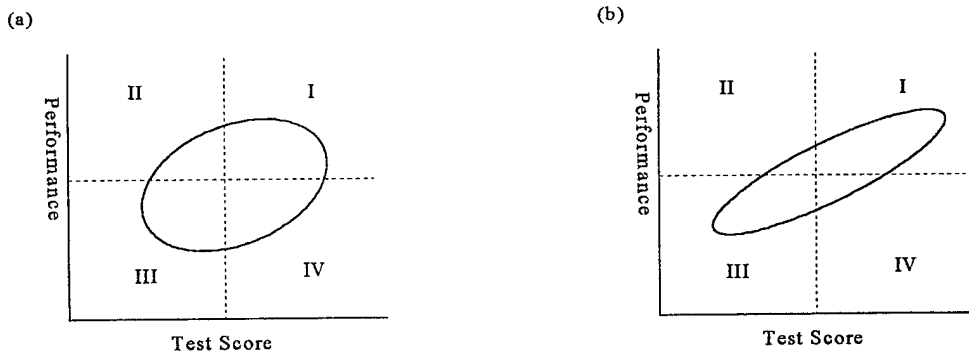 (a)
Performance
II
I
III
IV
Test Score
(b)
Performance
II
I
III
IV
Test Score